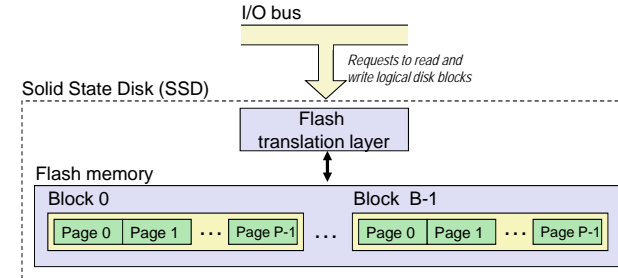 I/O bus
Requests to read and
write logical disk blocks
Solid State Disk (SSD)
Flash
translation layer
Flash memory
Block 0
Block B-1
Page 0 Page 1 ... Page P-1 ... Page 0 Page 1 ... Page P-1